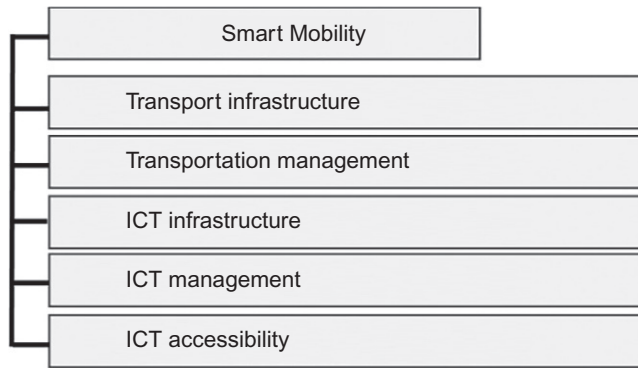 Smart Mobility
Transport infrastructure
Transportation management
ICT infrastructure
ICT management
ICT accessibility